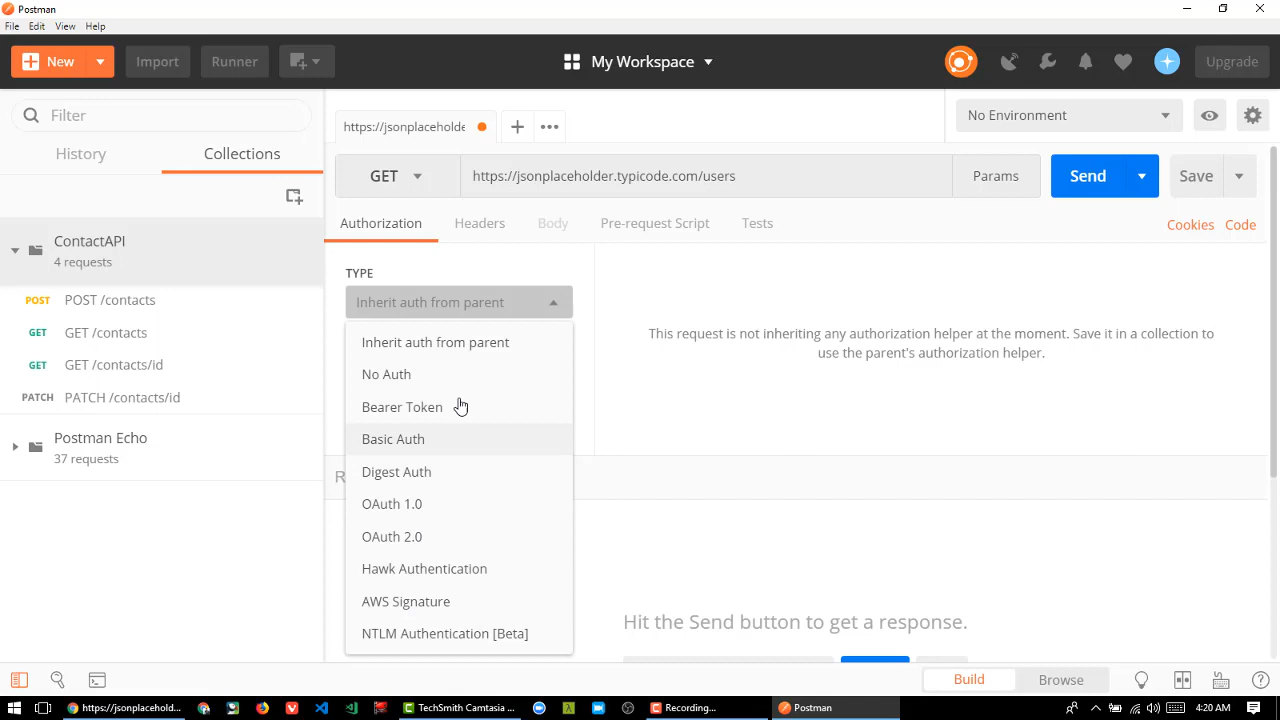 Postman
File Edit View Help
New Import Runner My Workspace Upgrade
Filter
History Collections
ContactAPI
4 requests
POST POST /contacts
GET GET /contacts
GET GET /contacts/id
PATCH PATCH /contacts/id
Postman Echo
37 requests
https://jsonplaceholde
No Environment
GET https://jsonplaceholder.typicode.com/users Params Send Save
Authorization Headers Body Pre-request Script Tests Cookies Code
TYPE
Inherit auth from parent
Inherit auth from parent
No Auth
Bearer Token
Basic Auth
Digest Auth
OAuth 1.0
OAuth 2.0
Hawk Authentication
AWS Signature
NTLM Authentication [Beta]
This request is not inheriting any authorization helper at the moment. Save it in a collection to
use the parent's authorization helper.
R
Hit the Send button to get a response.
Build Browse
https://jsonplacehold... TechSmith Camtasia ... Recording... Postman 4:20 AM